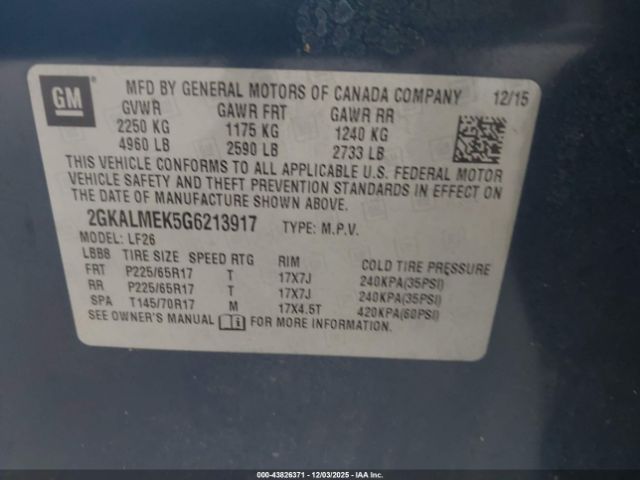 GM
MFD BY GENERAL MOTORS OF CANADA COMPANY 12/15
GVWR GAWR FRT GAWR RR
2250 KG 1175 KG 1240 KG
4960 LB 2590 LB 2733 LB
THIS VEHICLE CONFORMS TO ALL APPLICABLE U.S. FEDERAL MOTOR
VEHICLE SAFETY AND THEFT PREVENTION STANDARDS IN EFFECT ON
THE DATE OF MANUFACTURE SHOWN ABOVE.
2GKALMEK5G6213917 TYPE: M.P.V.
MODEL: LF26
LBBB TIRE SIZE SPEED RTG RIM COLD TIRE PRESSURE
FRT P225/65R17 T 17X7J 240KPA(35PSI)
RR P225/65R17 T 17X7J 240KPA(35PSI)
SPA T145/70R17 M 17X4.5T 420KPA(60PSI)
SEE OWNER'S MANUAL FOR MORE INFORMATION.
00-43826371 - 12/03/2025 - IAA Inc.